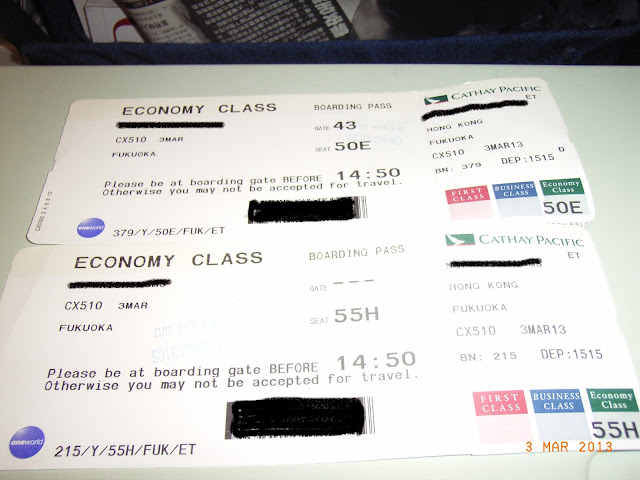 ECONOMY CLASS
BOARDING PASS
CX510 3MAR
FUKUOKA
GATE 43
SEAT 50E
Please be at boarding gate BEFORE 14:50
Otherwise you may not be accepted for travel.
oneworld
379/Y/50E/FUK/ET
CATHAY PACIFIC
ET
HONG KONG
FUKUOKA
CX510 03MAR13 D
BN: 379 DEP:1515
FIRST CLASS
BUSINESS CLASS
Economy Class
50E
ECONOMY CLASS
BOARDING PASS
CX510 3MAR
FUKUOKA
GATE ---
SEAT 55H
Please be at boarding gate BEFORE 14:50
Otherwise you may not be accepted for travel.
oneworld
215/Y/55H/FUK/ET
CATHAY PACIFIC
ET
HONG KONG
FUKUOKA
CX510 3MAR13
BN: 215 DEP:1515
FIRST CLASS
BUSINESS CLASS
Economy Class
55H
3 MAR 2013